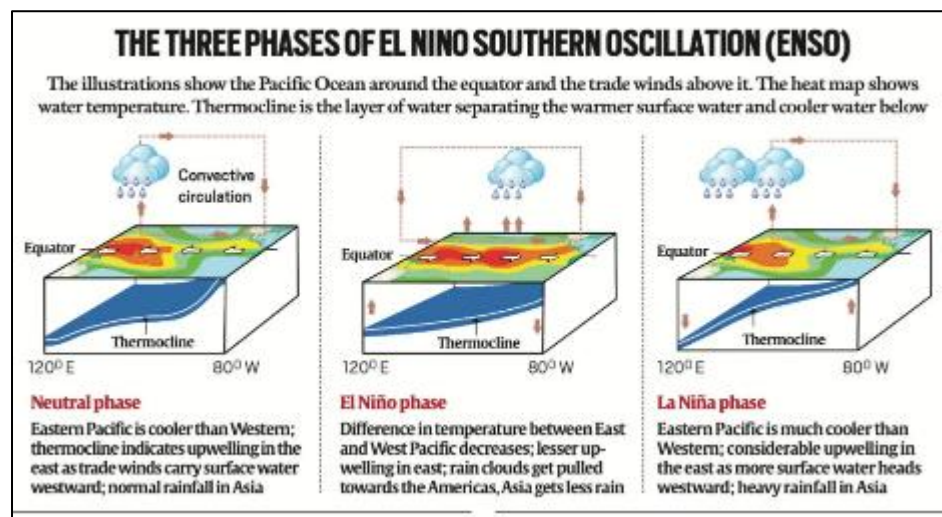 THE THREE PHASES OF EL NINO SOUTHERN OSCILLATION (ENSO)
The illustrations show the Pacific Ocean around the equator and the trade winds above it. The heat map shows
water temperature. Thermocline is the layer of water separating the warmer surface water and cooler water below
Convective
circulation
Equator
Thermocline
120⁰ E
80⁰ W
Neutral phase
Eastern Pacific is cooler than Western;
thermocline indicates upwelling in the
east as trade winds carry surface water
westward; normal rainfall in Asia
Equator
Thermocline
120⁰ E
80⁰ W
El Niño phase
Difference in temperature between East
and West Pacific decreases; lesser up-
welling in east; rain clouds get pulled
towards the Americas, Asia gets less rain
Equator
Thermocline
120⁰ E
80⁰ W
La Niña phase
Eastern Pacific is much cooler than
Western; considerable upwelling in
the east as more surface water heads
westward; heavy rainfall in Asia